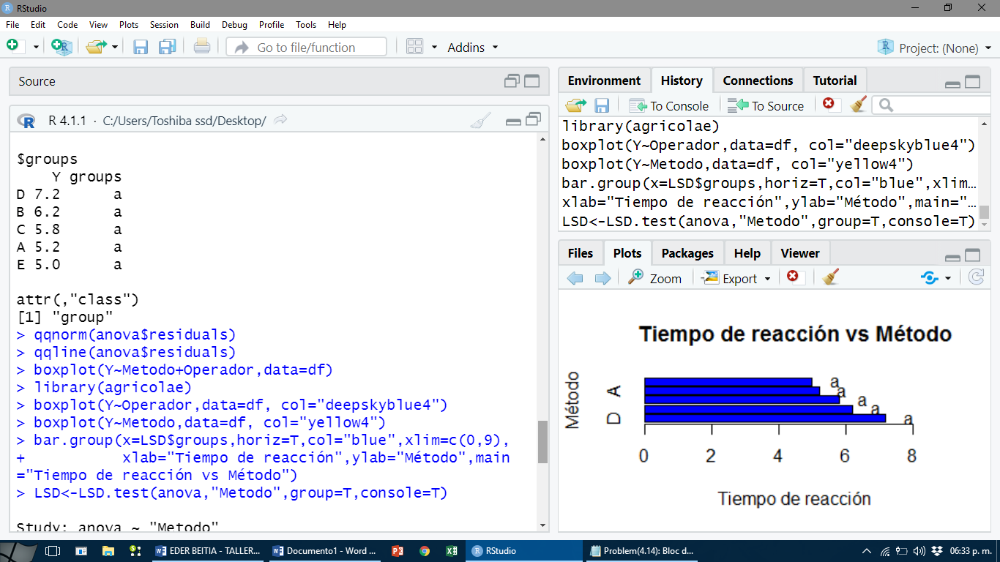 RStudio
File Edit Code View Plots Session Build Debug Profile Tools Help
Go to file/function Addins Project: (None)
Source
R 4.1.1 · C:/Users/Toshiba ssd/Desktop/
$groups
Y groups
D 7.2 a
B 6.2 a
C 5.8 a
A 5.2 a
E 5.0 a
attr(,"class")
[1] "group"
> qqnorm(anova$residuals)
> qqline(anova$residuals)
> boxplot(Y~Metodo+Operador,data=df)
> library(agricolae)
> boxplot(Y~Operador,data=df, col="deepskyblue4")
> boxplot(Y~Metodo,data=df, col="yellow4")
> bar.group(x=LSD$groups,horiz=T,col="blue",xlim=c(0,9),
+ xlab="Tiempo de reacción",ylab="Método",main
="Tiempo de reacción vs Método")
> LSD<-LSD.test(anova,"Metodo",group=T,console=T)
Study: anova ~ "Metodo"
Environment History Connections Tutorial
To Console To Source
library(agricolae)
boxplot(Y~Operador,data=df, col="deepskyblue4")
boxplot(Y~Metodo,data=df, col="yellow4")
bar.group(x=LSD$groups,horiz=T,col="blue",xlim…
xlab="Tiempo de reacción",ylab="Método",main="…
LSD<-LSD.test(anova,"Metodo",group=T,console=T)
Files Plots Packages Help Viewer
Zoom Export
Tiempo de reacción vs Método
Método
D A
a
a
a
a
a
0 2 4 6 8
Tiempo de reacción
EDER BEITIA - TALLER... Documento1 - Word ... RStudio Problem(4.14): Bloc d... 06:33 p. m.